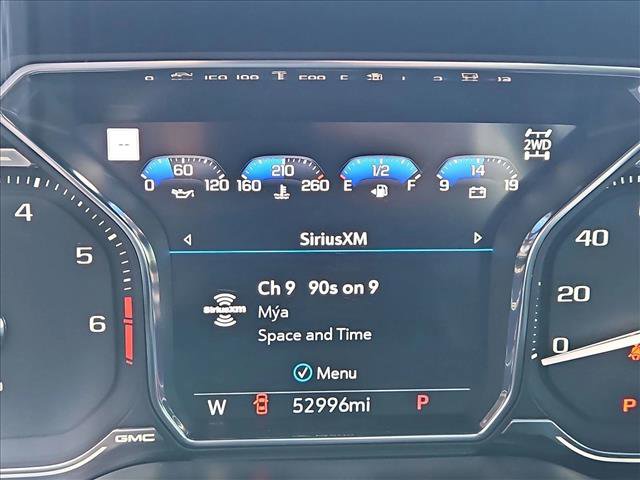 --
2WD
60
0 120
210
160 260
1/2
E F
14
9 19
SiriusXM
Ch 9 90s on 9
Mýa
Space and Time
SiriusXM
Menu
W 52996mi P
4
5
6
GMC
40
20
0
P